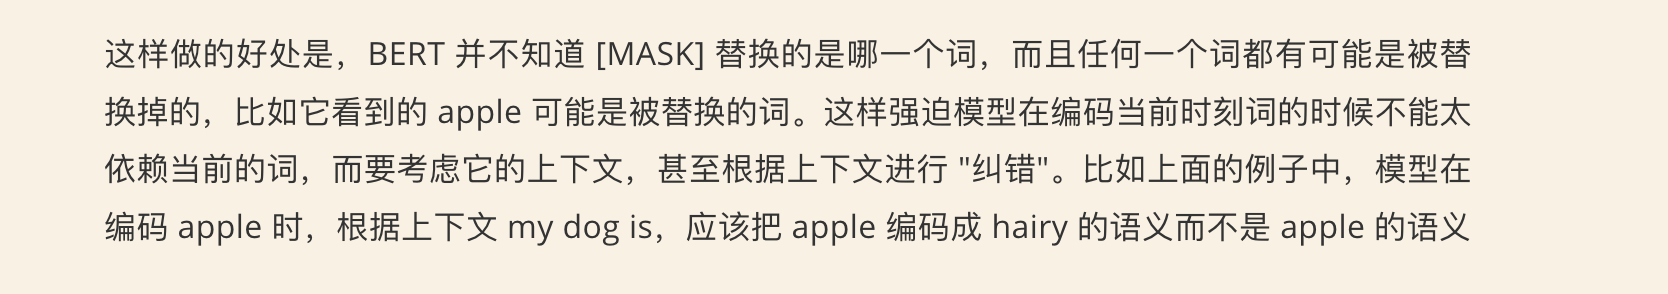 这样做的好处是，BERT 并不知道 [MASK] 替换的是哪一个词，而且任何一个词都有可能是被替
换掉的，比如它看到的 apple 可能是被替换的词。这样强迫模型在编码当前时刻词的时候不能太
依赖当前的词，而要考虑它的上下文，甚至根据上下文进行 "纠错"。比如上面的例子中，模型在
编码 apple 时，根据上下文 my dog is，应该把 apple 编码成 hairy 的语义而不是 apple 的语义